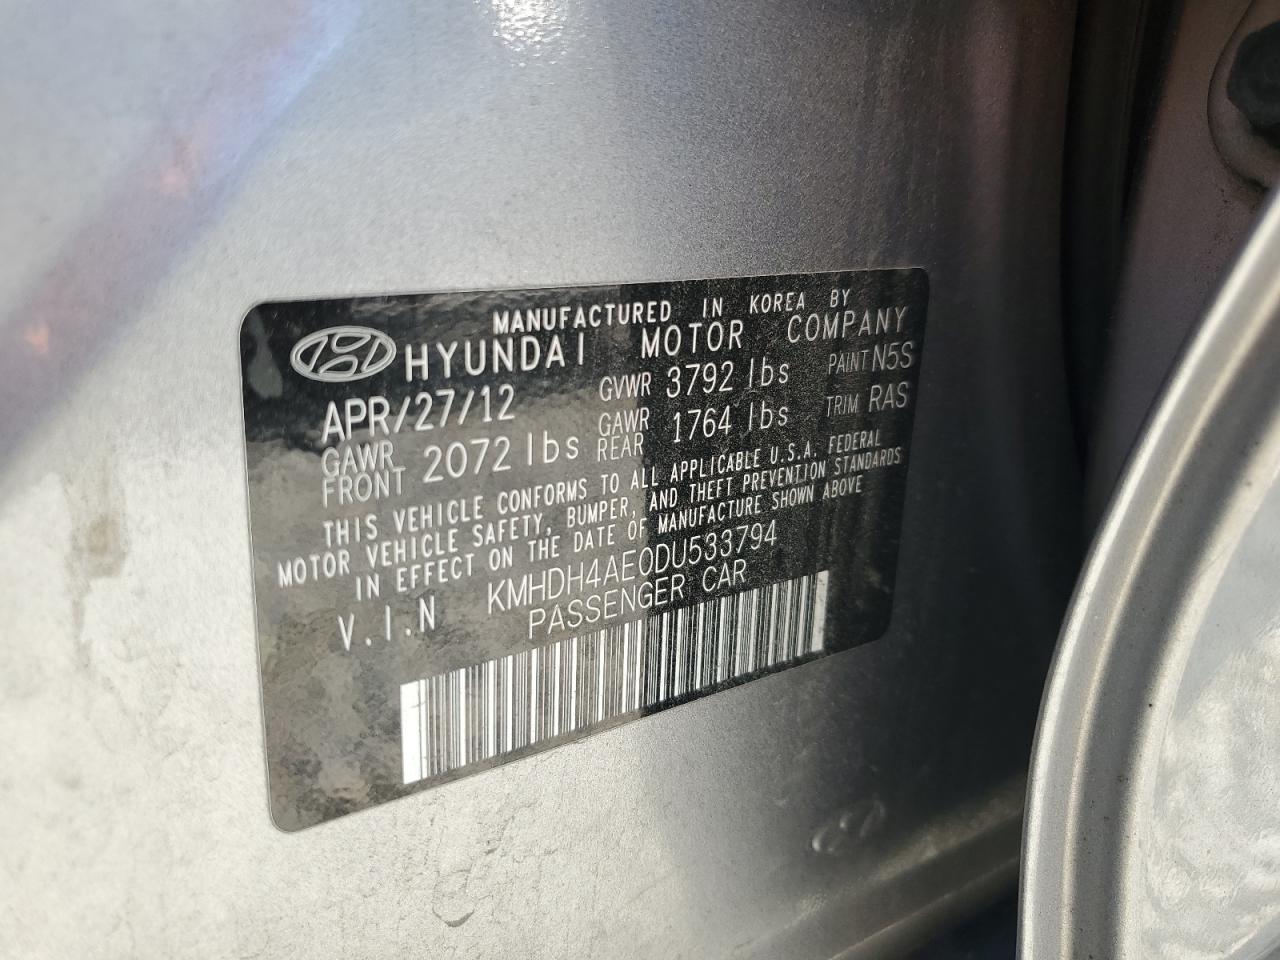 MANUFACTURED IN KOREA BY
HYUNDAI MOTOR COMPANY
APR/27/12 GVWR 3792 lbs PAINT N5S
GAWR FRONT 2072 lbs GAWR REAR 1764 lbs TRIM RAS
THIS VEHICLE CONFORMS TO ALL APPLICABLE U.S.A. FEDERAL
MOTOR VEHICLE SAFETY, BUMPER, AND THEFT PREVENTION STANDARDS
IN EFFECT ON THE DATE OF MANUFACTURE SHOWN ABOVE
V.I.N KMHDH4AE0DU533794
PASSENGER CAR